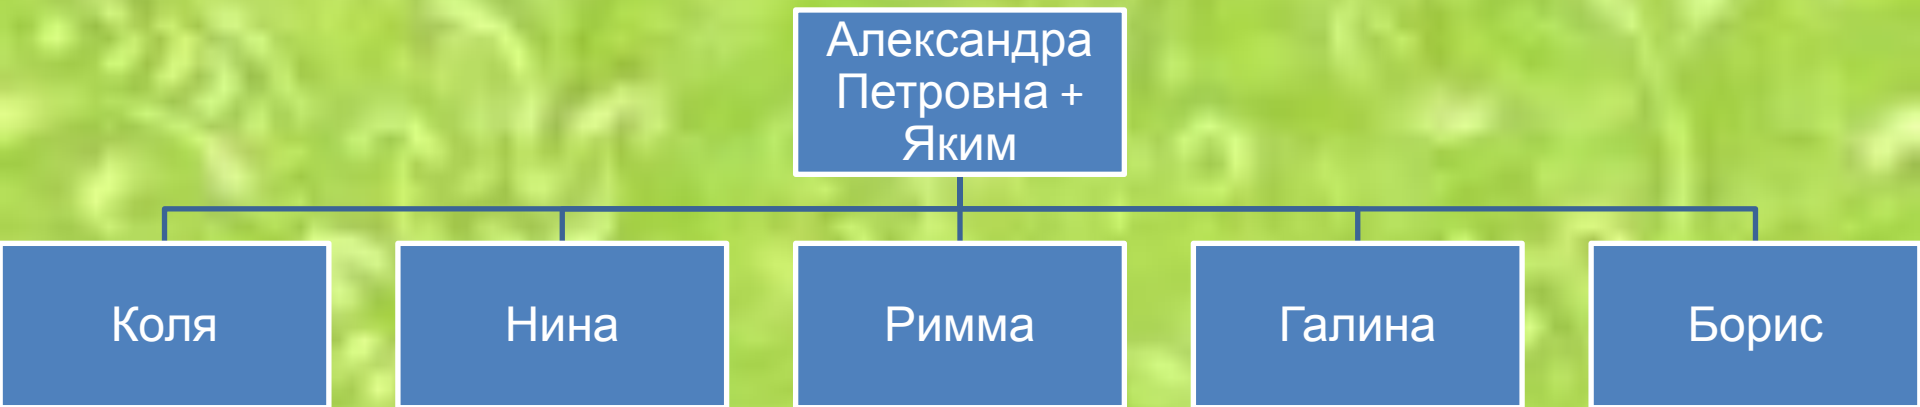 Александра
Петровна +
Яким
Коля
Нина
Римма
Галина
Борис